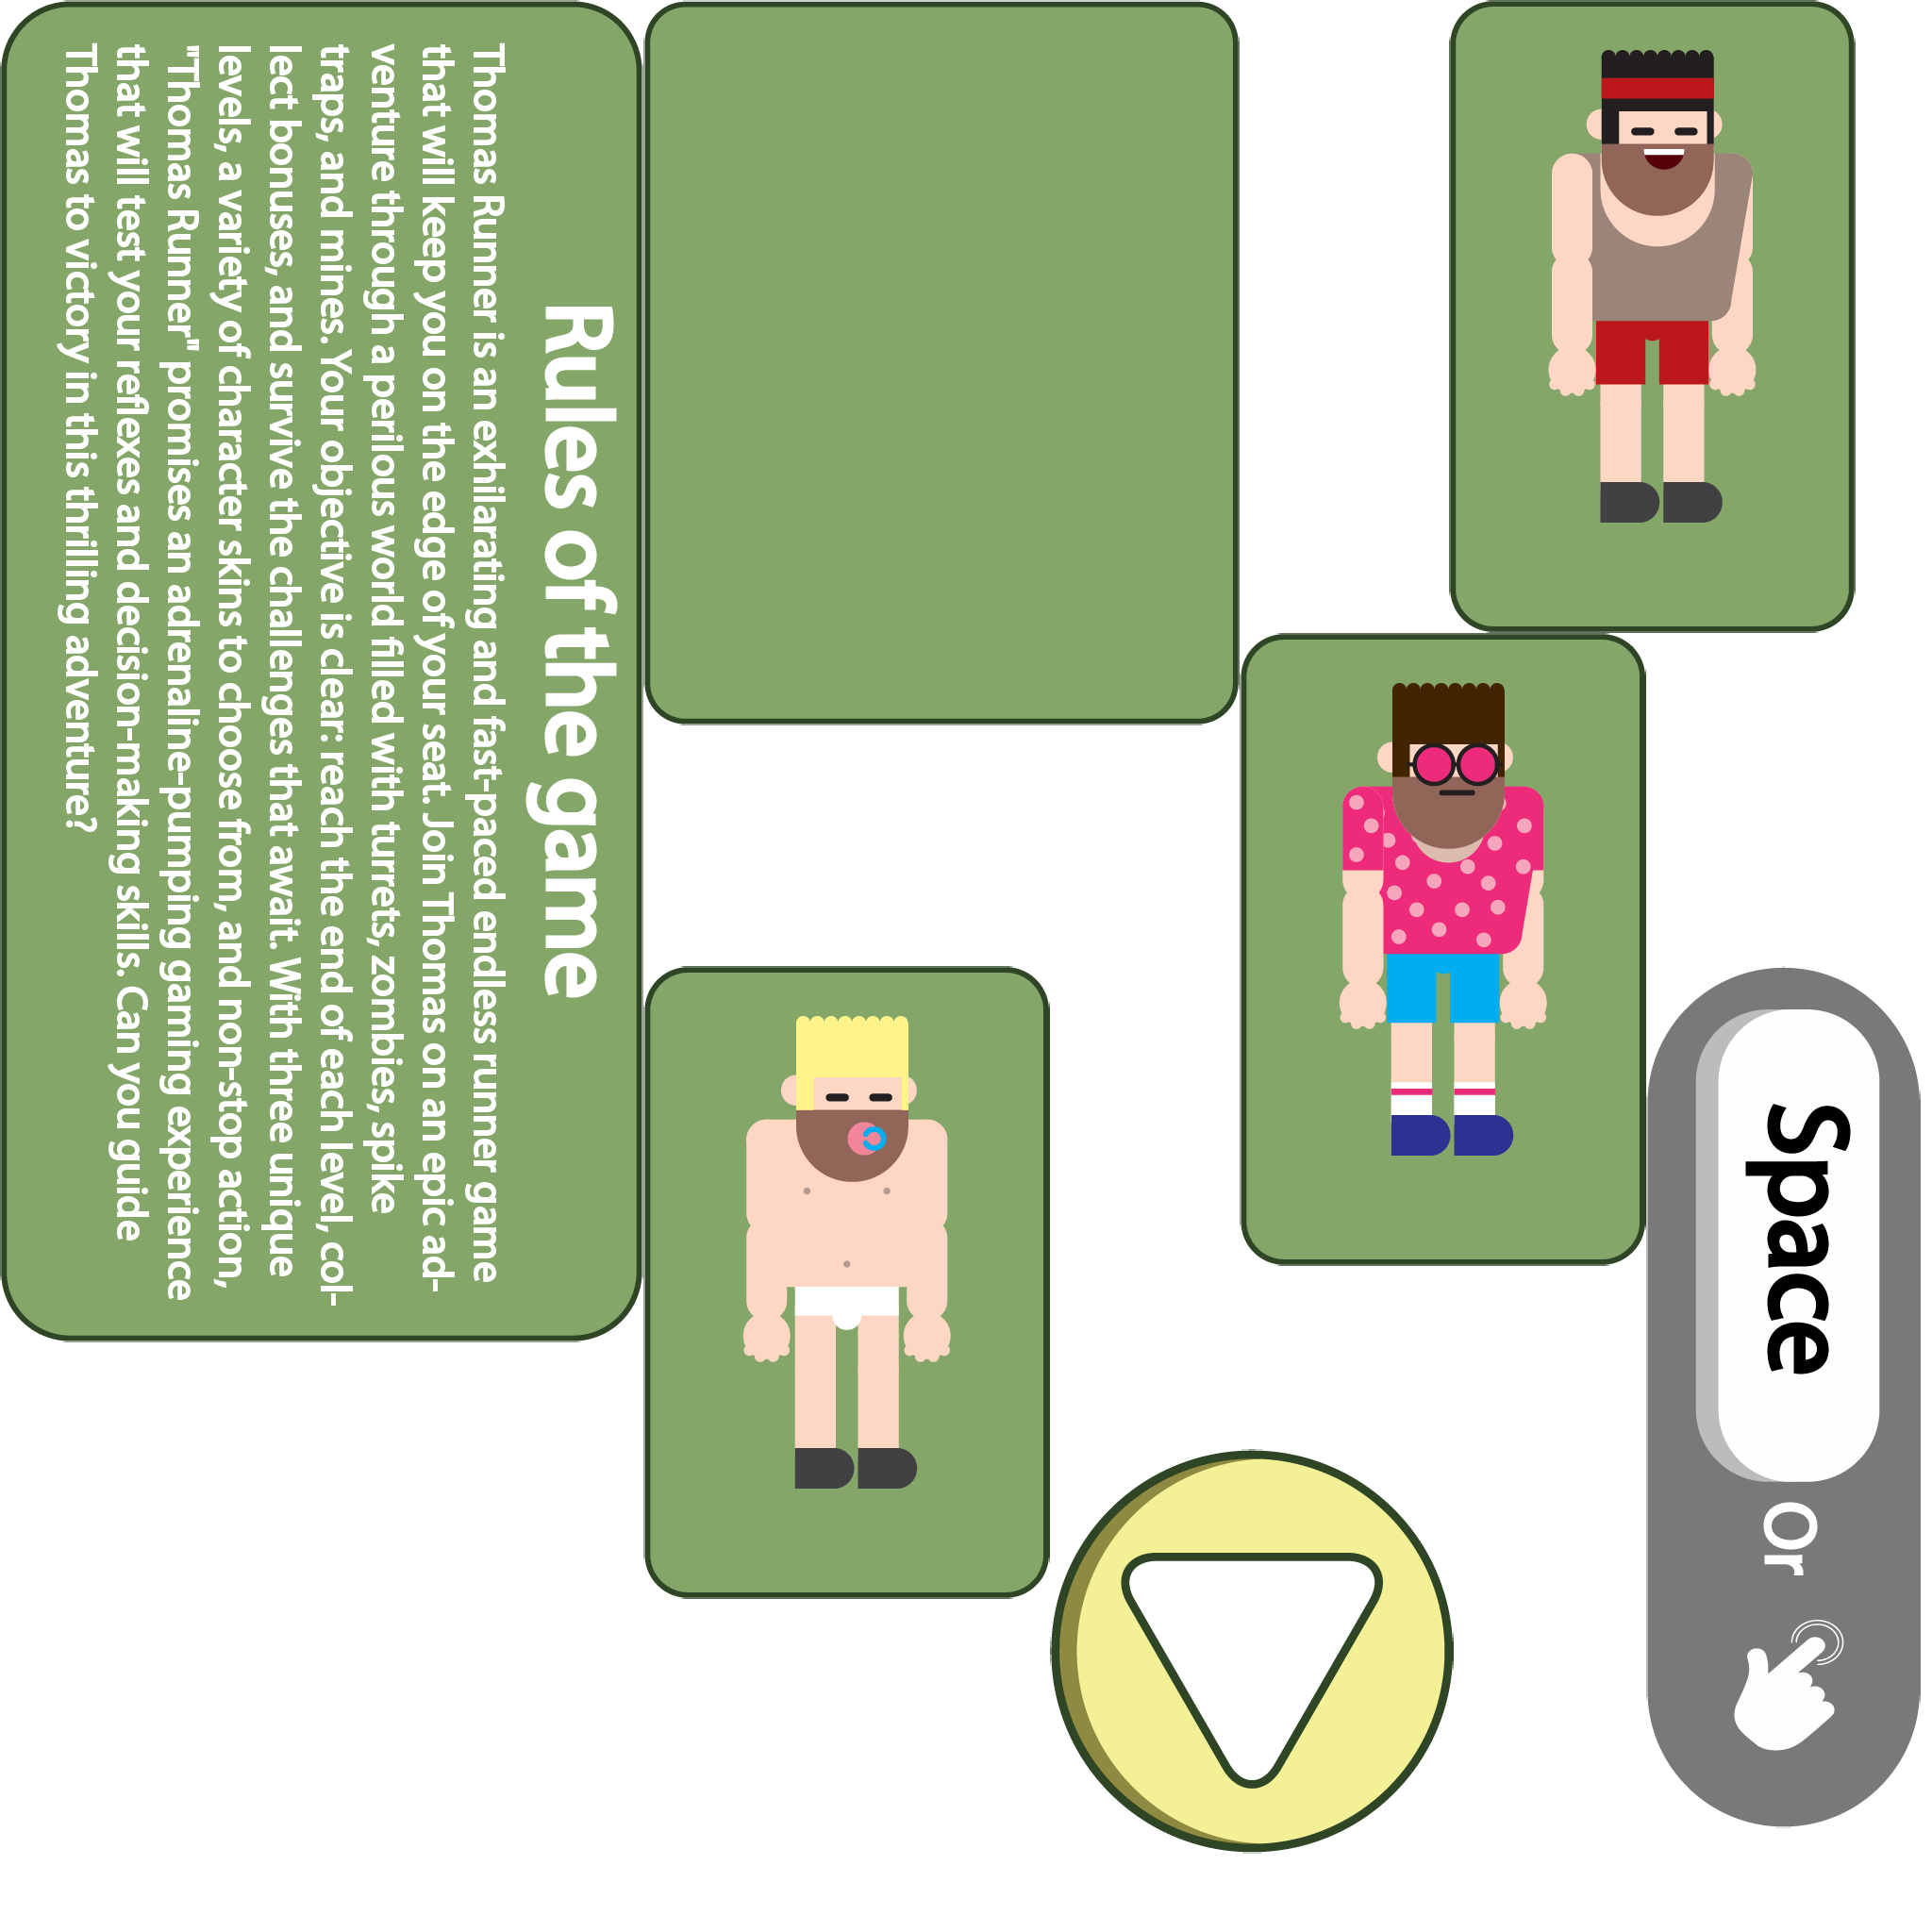 Rules of the game
Thomas Runner is an exhilarating and fast-paced endless runner game
that will keep you on the edge of your seat. Join Thomas on an epic ad-
venture through a perilous world filled with turrets, zombies, spike
traps, and mines. Your objective is clear: reach the end of each level, col-
lect bonuses, and survive the challenges that await. With three unique
levels, a variety of character skins to choose from, and non-stop action,
"Thomas Runner" promises an adrenaline-pumping gaming experience
that will test your reflexes and decision-making skills. Can you guide
Thomas to victory in this thrilling adventure?
Space or